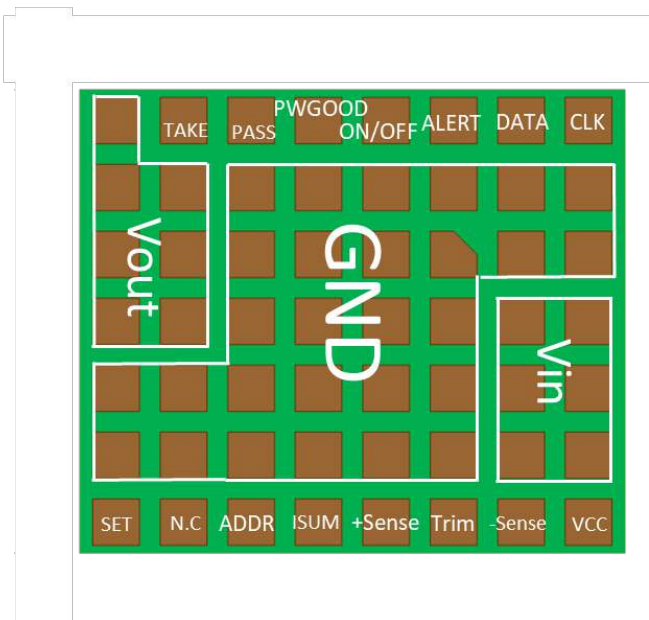 TAKE PASS PWGOOD ON/OFF ALERT DATA CLK
Vout
GND
Vin
SET N.C ADDR ISUM +Sense Trim -Sense VCC